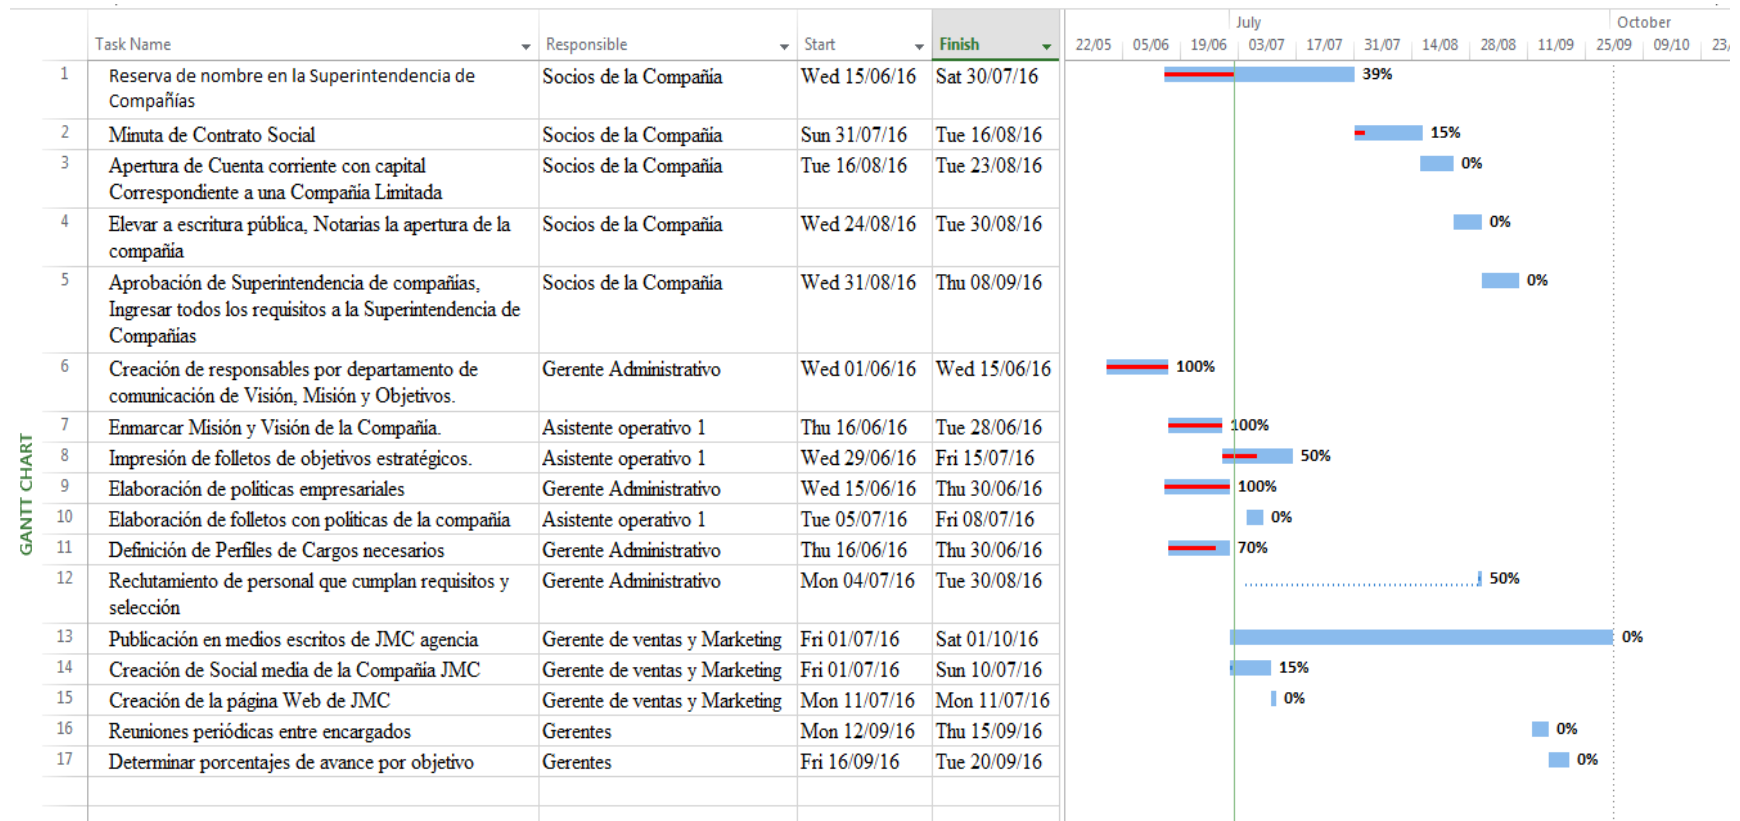 July October
Task Name Responsible Start Finish 22/05 05/06 19/06 03/07 17/07 31/07 14/08 28/08 11/09 25/09 09/10 23/
GANTT CHART
1 Reserva de nombre en la Superintendencia de Socios de la Compañía Wed 15/06/16 Sat 30/07/16 39%
Compañías
2 Minuta de Contrato Social Socios de la Compañía Sun 31/07/16 Tue 16/08/16 15%
3 Apertura de Cuenta corriente con capital Socios de la Compañía Tue 16/08/16 Tue 23/08/16 0%
Correspondiente a una Compañía Limitada
4 Elevar a escritura pública, Notarias la apertura de la Socios de la Compañía Wed 24/08/16 Tue 30/08/16 0%
compañía
5 Aprobación de Superintendencia de compañías, Socios de la Compañía Wed 31/08/16 Thu 08/09/16 0%
Ingresar todos los requisitos a la Superintendencia de
Compañías
6 Creación de responsables por departamento de Gerente Administrativo Wed 01/06/16 Wed 15/06/16 100%
comunicación de Visión, Misión y Objetivos.
7 Enmarcar Misión y Visión de la Compañía. Asistente operativo 1 Thu 16/06/16 Tue 28/06/16 100%
8 Impresión de folletos de objetivos estratégicos. Asistente operativo 1 Wed 29/06/16 Fri 15/07/16 50%
9 Elaboración de políticas empresariales Gerente Administrativo Wed 15/06/16 Thu 30/06/16 100%
10 Elaboración de folletos con políticas de la compañía Asistente operativo 1 Tue 05/07/16 Fri 08/07/16 0%
11 Definición de Perfiles de Cargos necesarios Gerente Administrativo Thu 16/06/16 Thu 30/06/16 70%
12 Reclutamiento de personal que cumplan requisitos y Gerente Administrativo Mon 04/07/16 Tue 30/08/16 50%
selección
13 Publicación en medios escritos de JMC agencia Gerente de ventas y Marketing Fri 01/07/16 Sat 01/10/16 0%
14 Creación de Social media de la Compañía JMC Gerente de ventas y Marketing Fri 01/07/16 Sun 10/07/16 15%
15 Creación de la página Web de JMC Gerente de ventas y Marketing Mon 11/07/16 Mon 11/07/16 0%
16 Reuniones periódicas entre encargados Gerentes Mon 12/09/16 Thu 15/09/16 0%
17 Determinar porcentajes de avance por objetivo Gerentes Fri 16/09/16 Tue 20/09/16 0%